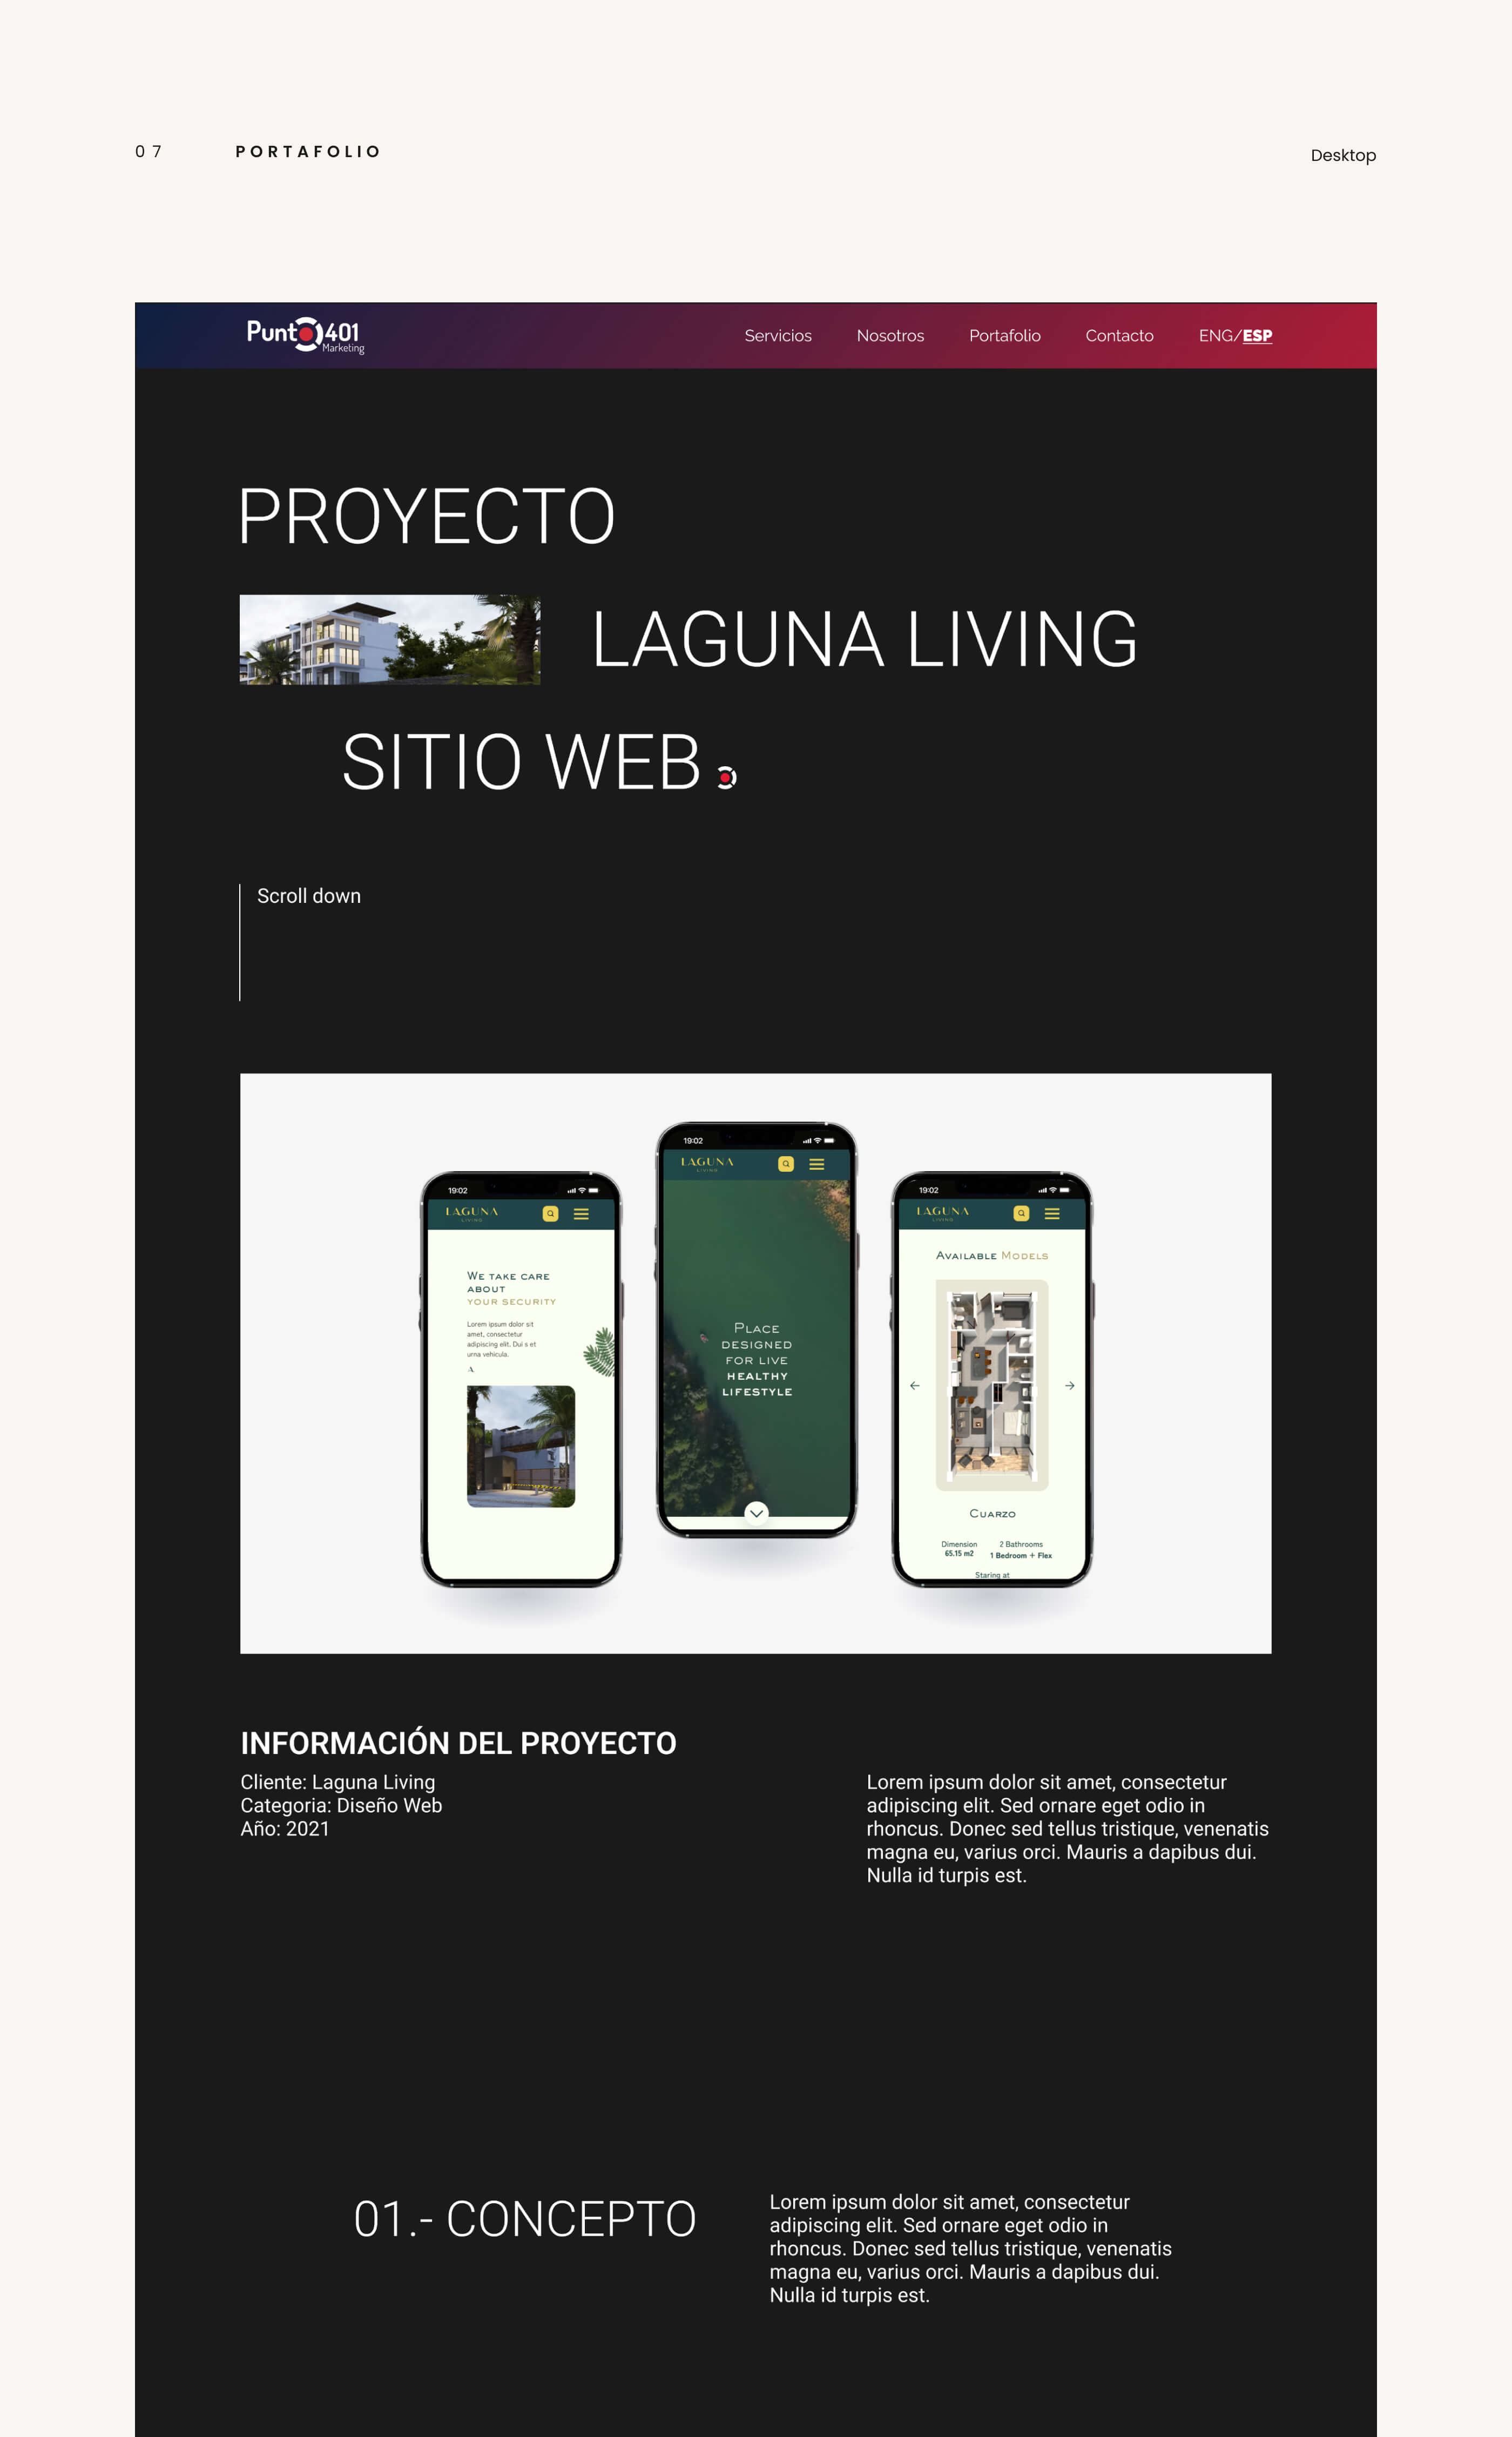 07 PORTAFOLIO
Desktop
Punto401
Marketing
Servicios Nosotros Portafolio Contacto ENG/ESP
PROYECTO
LAGUNA LIVING
SITIO WEB
Scroll down
19:02
LAGUNA
LIVING
WE TAKE CARE
ABOUT
YOUR SECURITY
Lorem ipsum dolor sit
amet, consectetur
adipiscing elit. Dui s et
urna vehicula.
A
19:02
LAGUNA
LIVING
PLACE
DESIGNED
FOR LIVE
HEALTHY
LIFESTYLE
19:02
LAGUNA
LIVING
AVAILABLE MODELS
CUARZO
Dimension
65.15 m2
2 Bathrooms
1 Bedroom + Flex
Staring at
INFORMACIÓN DEL PROYECTO
Cliente: Laguna Living
Categoria: Diseño Web
Año: 2021
Lorem ipsum dolor sit amet, consectetur
adipiscing elit. Sed ornare eget odio in
rhoncus. Donec sed tellus tristique, venenatis
magna eu, varius orci. Mauris a dapibus dui.
Nulla id turpis est.
01.- CONCEPTO
Lorem ipsum dolor sit amet, consectetur
adipiscing elit. Sed ornare eget odio in
rhoncus. Donec sed tellus tristique, venenatis
magna eu, varius orci. Mauris a dapibus dui.
Nulla id turpis est.